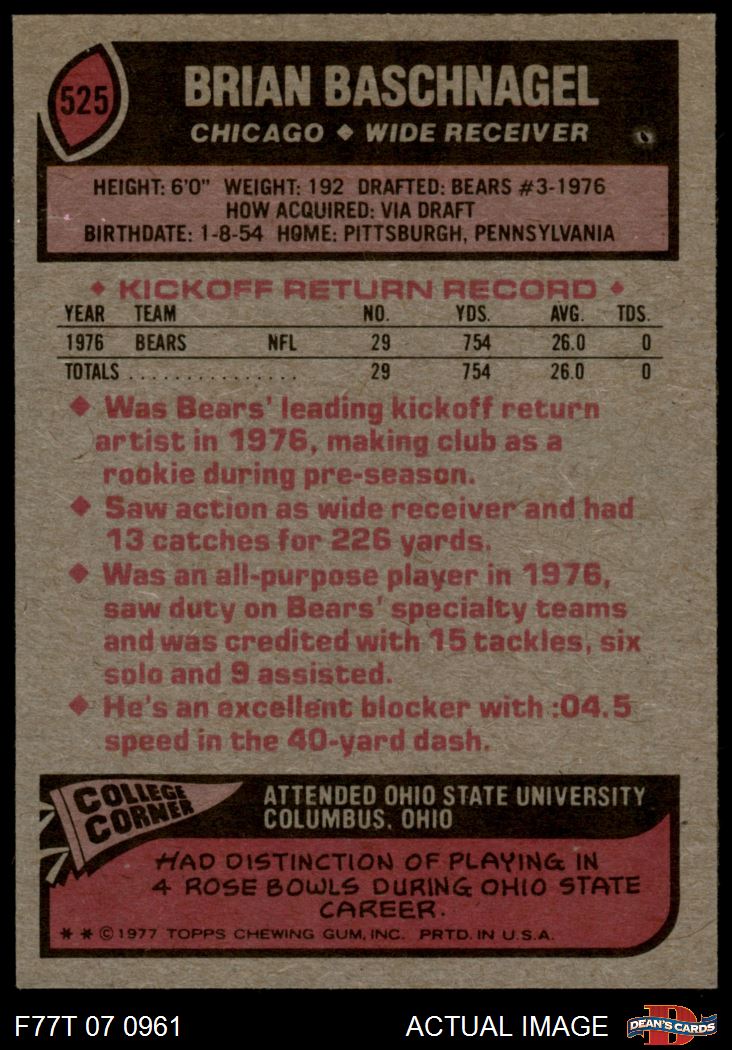 525
BRIAN BASCHNAGEL
CHICAGO ◆ WIDE RECEIVER
HEIGHT: 6'0" WEIGHT: 192 DRAFTED: BEARS #3-1976
HOW ACQUIRED: VIA DRAFT
BIRTHDATE: 1-8-54 HOME: PITTSBURGH, PENNSYLVANIA
◆ KICKOFF RETURN RECORD ◆
YEAR TEAM NO. YDS. AVG. TDS.
1976 BEARS NFL 29 754 26.0 0
TOTALS . . . . . . . . . . . . . . . . 29 754 26.0 0
◆ Was Bears' leading kickoff return
artist in 1976, making club as a
rookie during pre-season.
◆ Saw action as wide receiver and had
13 catches for 226 yards.
◆ Was an all-purpose player in 1976,
saw duty on Bears' specialty teams
and was credited with 15 tackles, six
solo and 9 assisted.
◆ He's an excellent blocker with :04.5
speed in the 40-yard dash.
COLLEGE
CORNER
ATTENDED OHIO STATE UNIVERSITY
COLUMBUS, OHIO
HAD DISTINCTION OF PLAYING IN
4 ROSE BOWLS DURING OHIO STATE
CAREER.
* * © 1977 TOPPS CHEWING GUM, INC. PRTD. IN U.S.A.
F77T 07 0961 ACTUAL IMAGE
D
DEAN'S CARDS